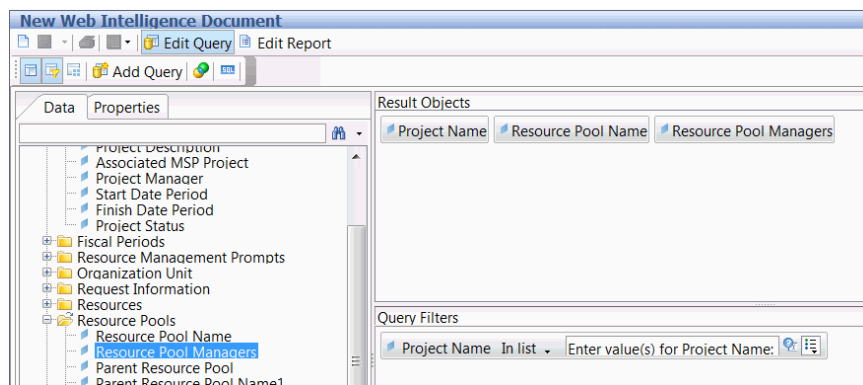 New Web Intelligence Document
Edit Query Edit Report
Add Query SQL
Data Properties
Project Description
Associated MSP Project
Project Manager
Start Date Period
Finish Date Period
Project Status
Fiscal Periods
Resource Management Prompts
Organization Unit
Request Information
Resources
Resource Pools
Resource Pool Name
Resource Pool Managers
Parent Resource Pool
Parent Resource Pool Name1
Result Objects
Project Name Resource Pool Name Resource Pool Managers
Query Filters
Project Name In list Enter value(s) for Project Name: